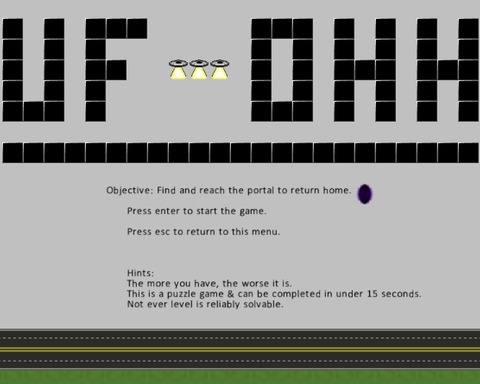 UF OHH
Objective: Find and reach the portal to return home.
Press enter to start the game.
Press esc to return to this menu.
Hints:
The more you have, the worse it is.
This is a puzzle game & can be completed in under 15 seconds.
Not ever level is reliably solvable.